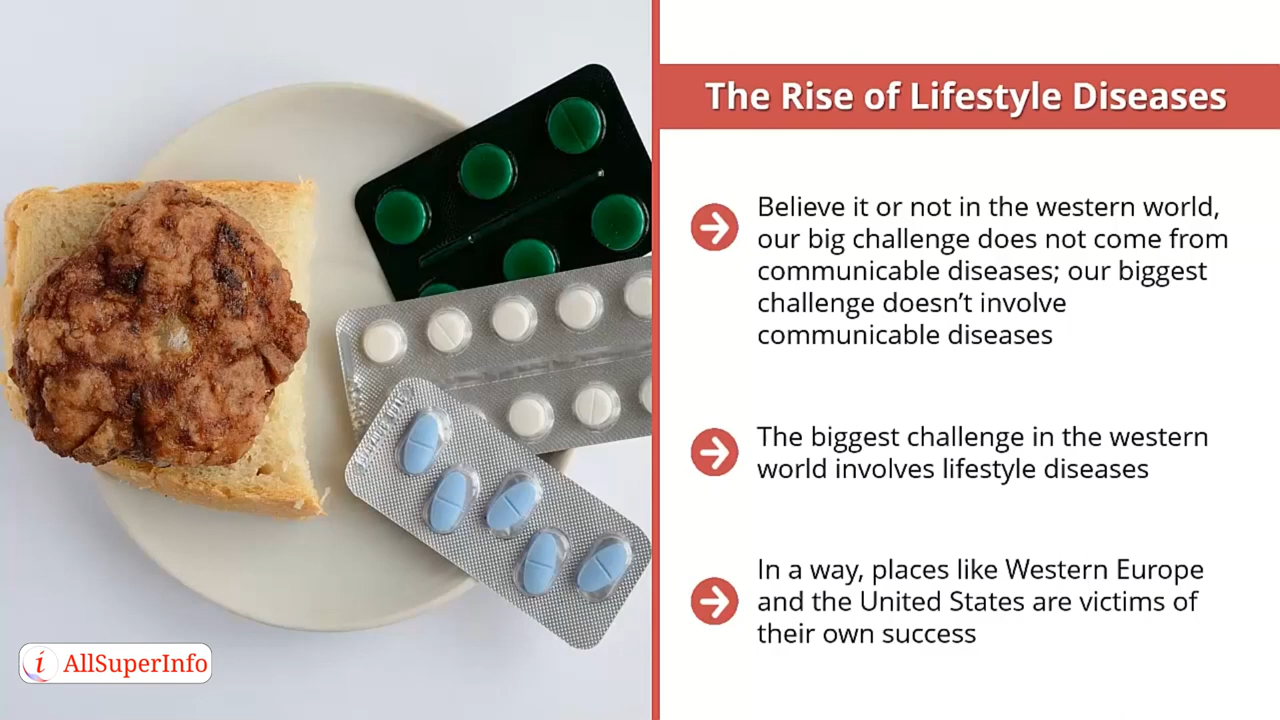 The Rise of Lifestyle Diseases
Believe it or not in the western world,
our big challenge does not come from
communicable diseases; our biggest
challenge doesn’t involve
communicable diseases
The biggest challenge in the western
world involves lifestyle diseases
In a way, places like Western Europe
and the United States are victims of
their own success
i AllSuperInfo